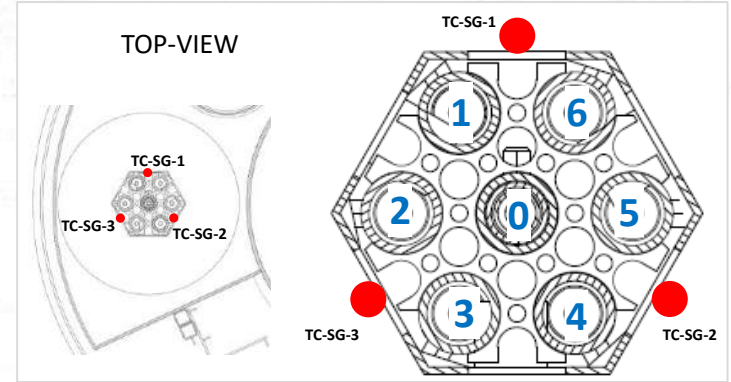 TOP-VIEW
TC-SG-1
TC-SG-3
TC-SG-2
TC-SG-1
1
6
2
0
5
3
4
TC-SG-3
TC-SG-2